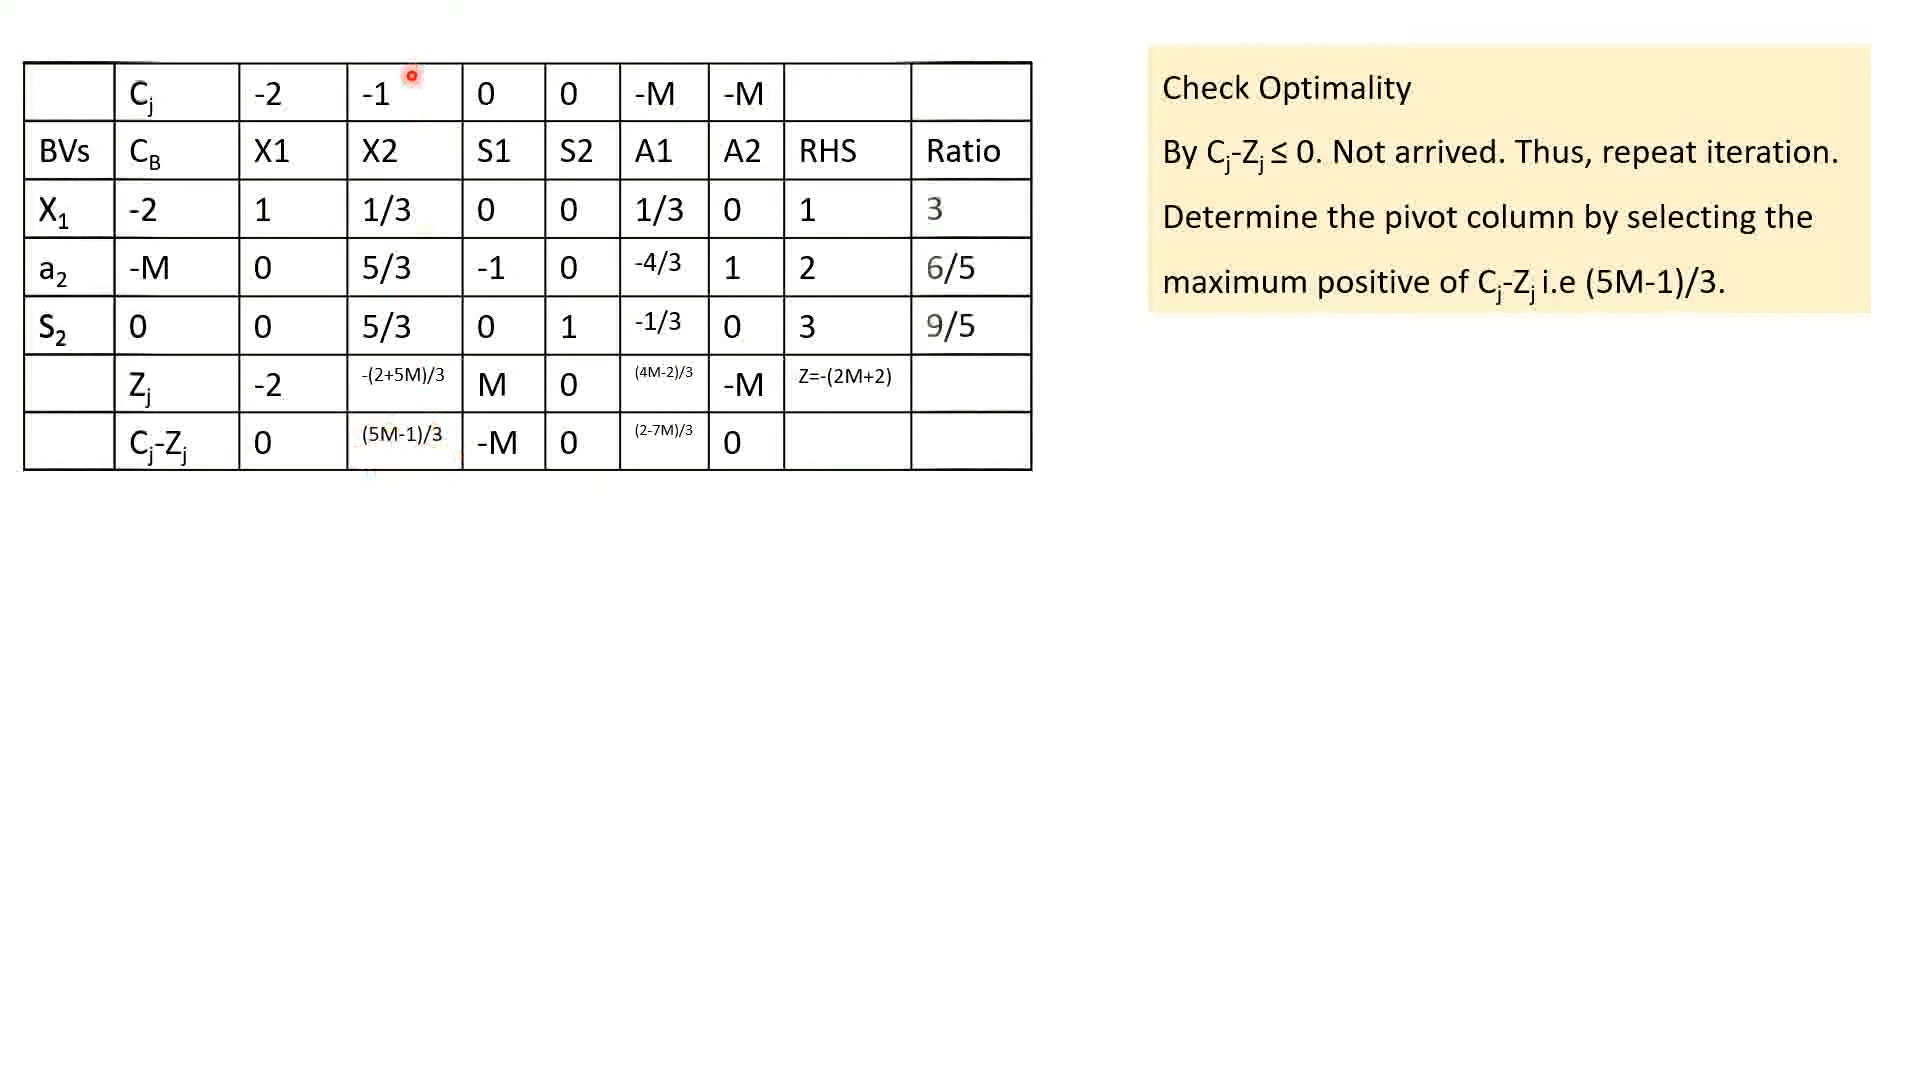 Cj -2 -1 0 0 -M -M
BVs CB X1 X2 S1 S2 A1 A2 RHS Ratio
X1 -2 1 1/3 0 0 1/3 0 1 3
a2 -M 0 5/3 -1 0 -4/3 1 2 6/5
S2 0 0 5/3 0 1 -1/3 0 3 9/5
Zj -2 -(2+5M)/3 M 0 (4M-2)/3 -M Z=-(2M+2)
Cj-Zj 0 (5M-1)/3 -M 0 (2-7M)/3 0
Check Optimality
By Cj-Zj ≤ 0. Not arrived. Thus, repeat iteration.
Determine the pivot column by selecting the
maximum positive of Cj-Zj i.e (5M-1)/3.